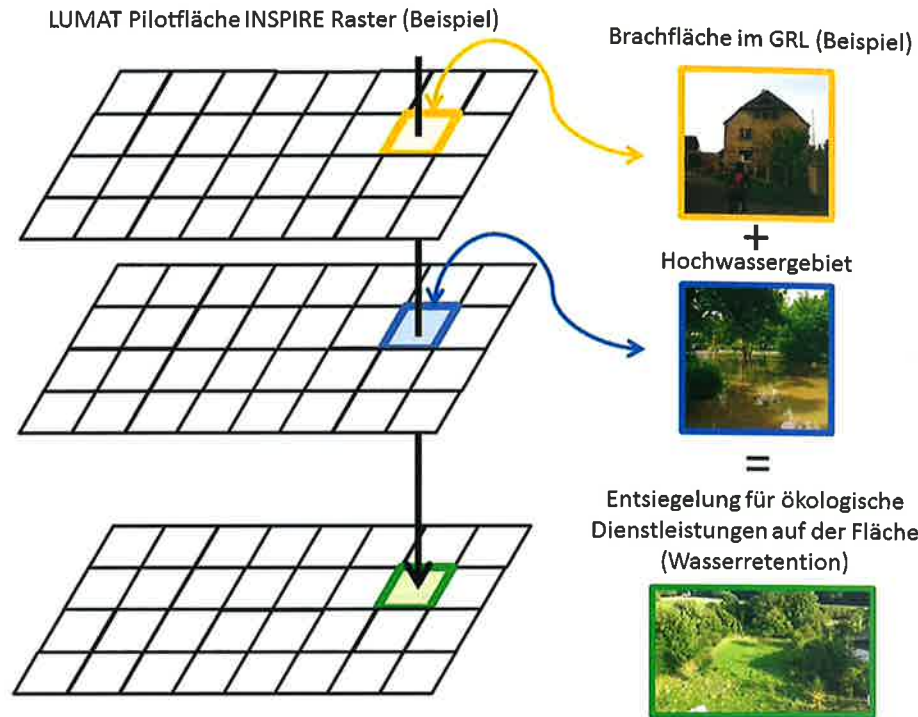 LUMAT Pilotfläche INSPIRE Raster (Beispiel)
Brachfläche im GRL (Beispiel)
+
Hochwassergebiet
=
Entsiegelung für ökologische
Dienstleistungen auf der Fläche
(Wasserretention)